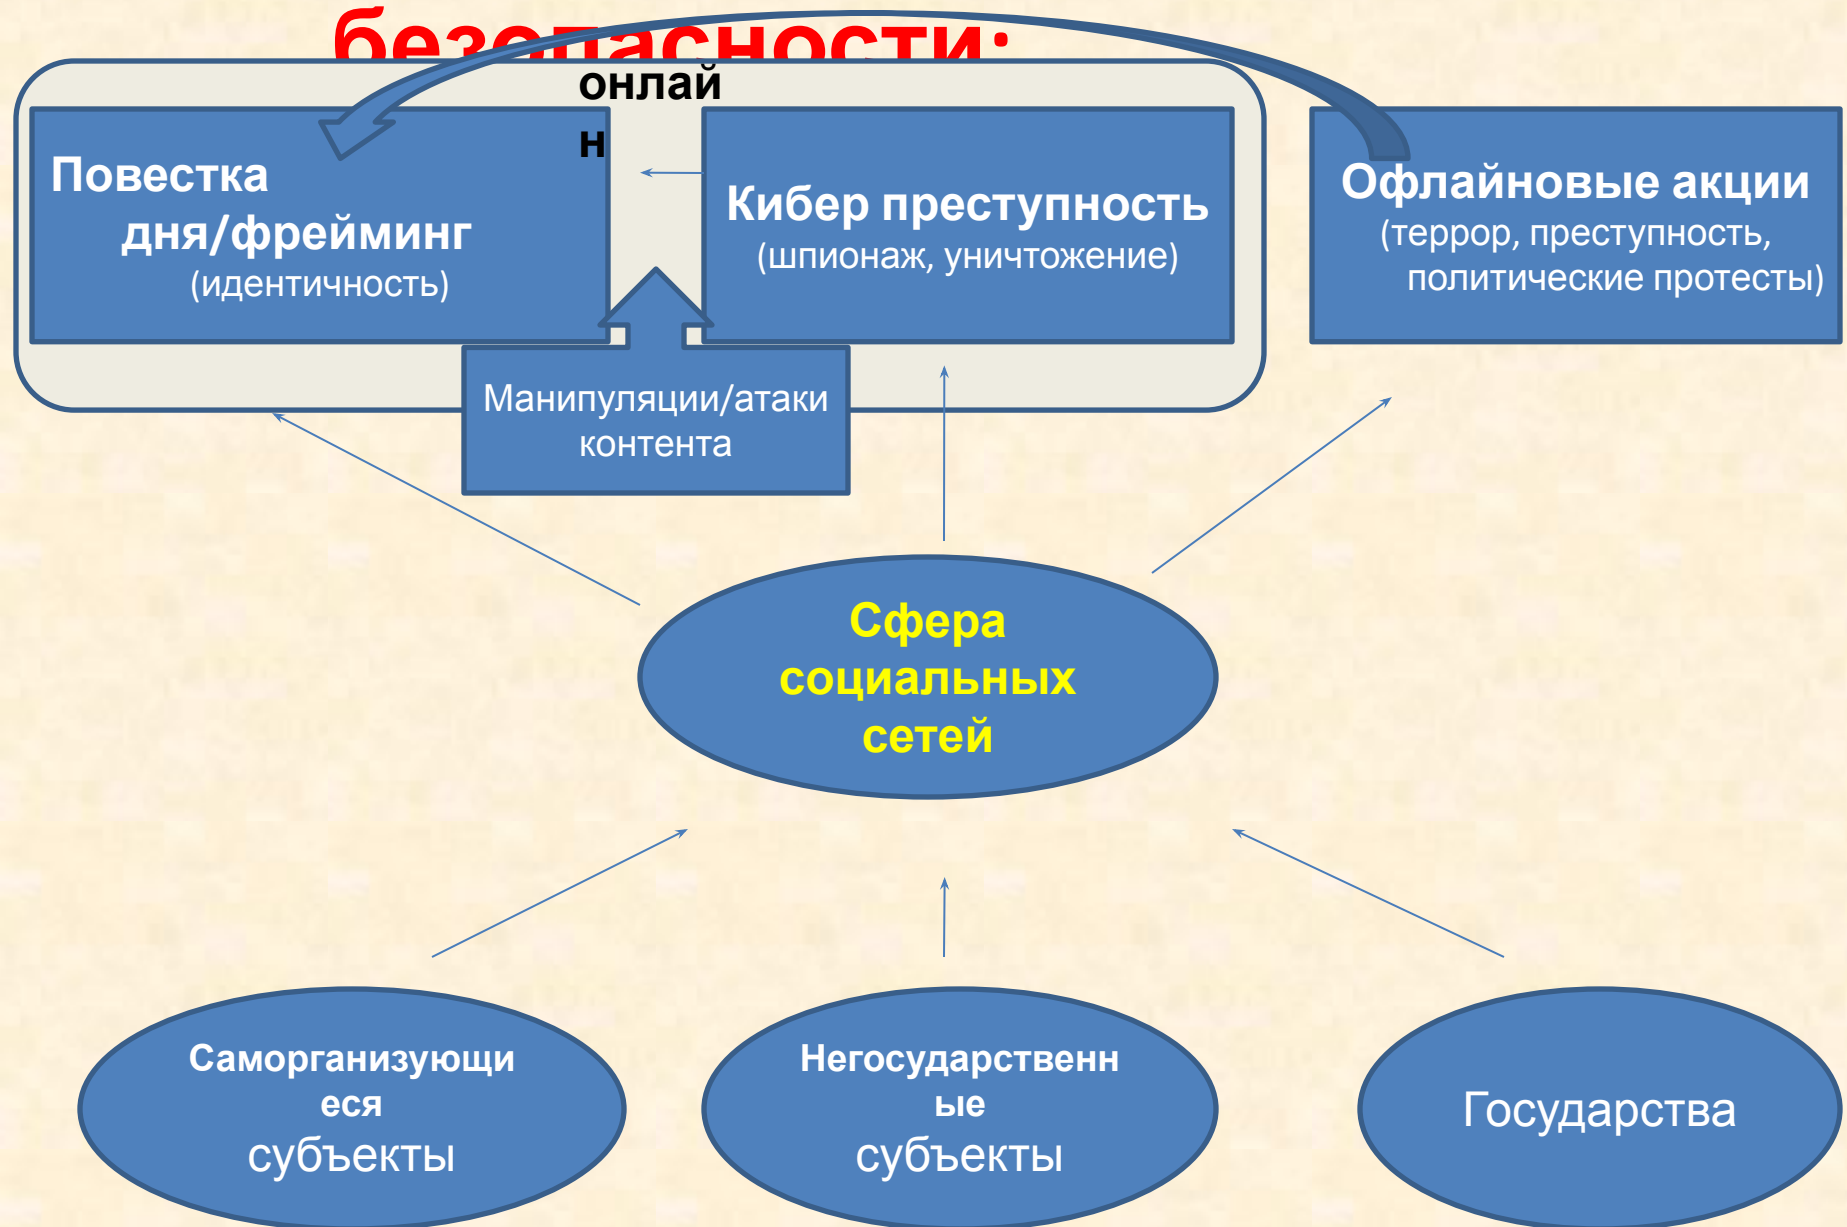 безопасности:
онлай
н
Повестка
дня/фрейминг
(идентичность)
Кибер преступность
(шпионаж, уничтожение)
Офлайновые акции
(террор, преступность,
политические протесты)
Манипуляции/атаки
контента
Сфера
социальных
сетей
Саморганизующи
еся
субъекты
Негосударственн
ые
субъекты
Государства